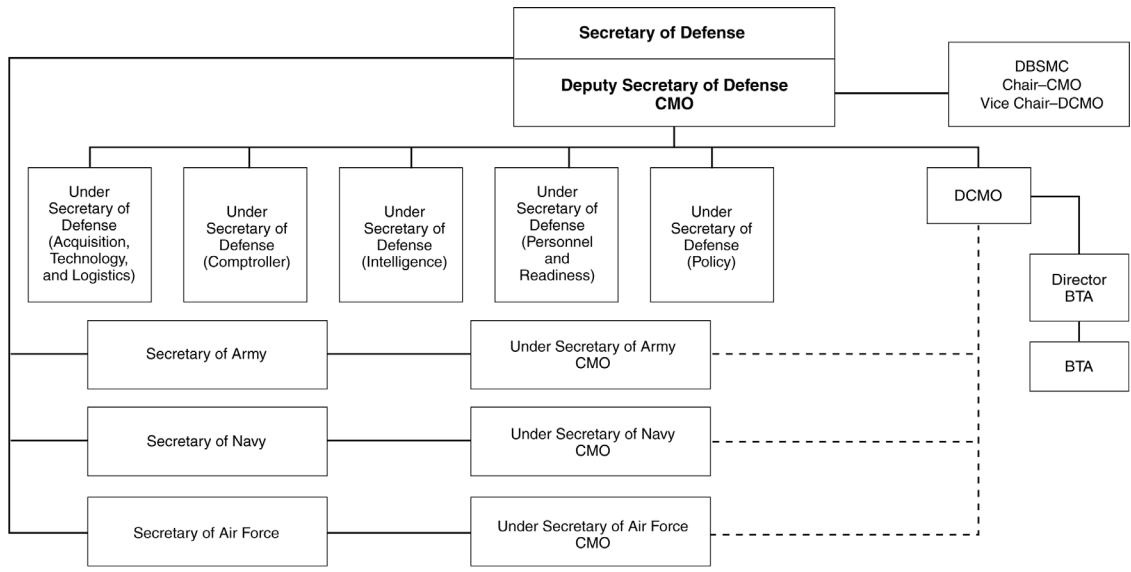 Secretary of Defense
Deputy Secretary of Defense
CMO
DBSMC
Chair–CMO
Vice Chair–DCMO
Under
Secretary of
Defense
(Acquisition,
Technology,
and Logistics)
Under
Secretary of
Defense
(Comptroller)
Under
Secretary of
Defense
(Intelligence)
Under
Secretary of
Defense
(Personnel
and
Readiness)
Under
Secretary of
Defense
(Policy)
DCMO
Director
BTA
BTA
Secretary of Army
Under Secretary of Army
CMO
Secretary of Navy
Under Secretary of Navy
CMO
Secretary of Air Force
Under Secretary of Air Force
CMO